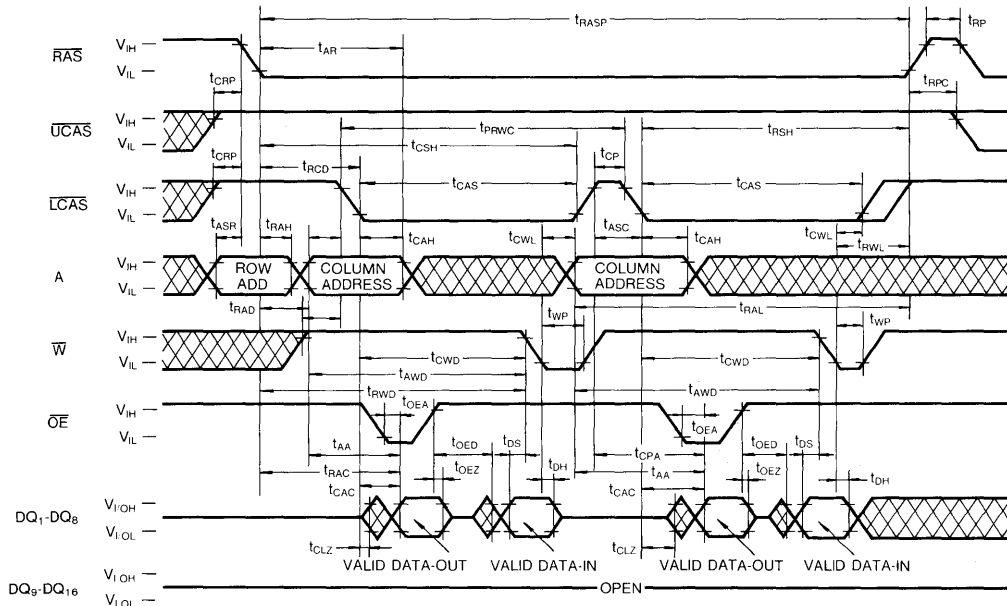 tRASP
tRP
tAR
RAS
VIH
VIL
tCRP
tRPC
UCAS
VIH
VIL
tPRWC
tRSH
tCSH
tCRP
tRCD
tCP
LCAS
VIH
VIL
tCAS
tCAS
tASR
tRAH
tCAH
tCWL
tASC
tCAH
tCWL
tRWL
A
VIH
VIL
ROW
ADD
COLUMN
ADDRESS
COLUMN
ADDRESS
tRAD
tWP
tRAL
tWP
W
VIH
VIL
tCWD
tCWD
tAWD
tAWD
tRWD
OE
VIH
VIL
tOEA
tOEA
tAA
tOED
tDS
tCPA
tOED
tDS
tRAC
tOEZ
tDH
tAA
tOEZ
tDH
tCAC
tCAC
DQ1-DQ8
VI/OH
VI/OL
tCLZ
tCLZ
VALID DATA-OUT
VALID DATA-IN
VALID DATA-OUT
VALID DATA-IN
DQ9-DQ16
VI/OH
VI/OL
OPEN